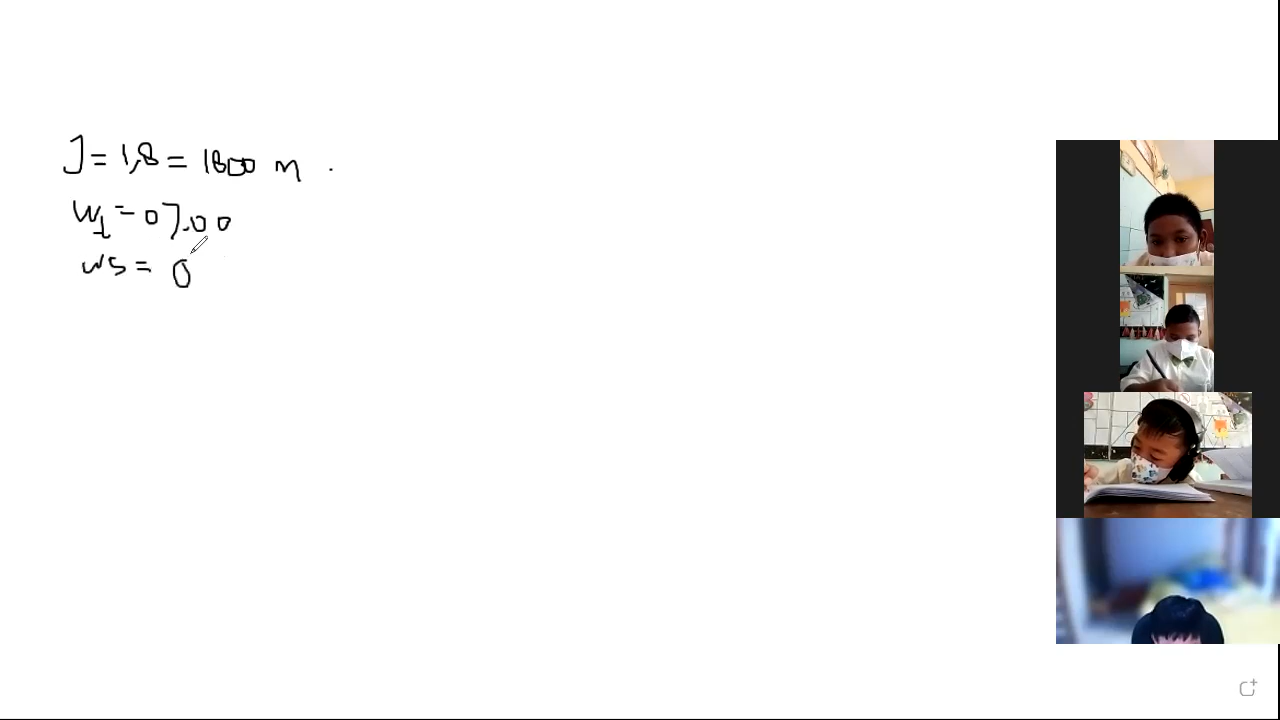 J = 1,8 = 1800 m .
W1 = 07.00
ws = 0